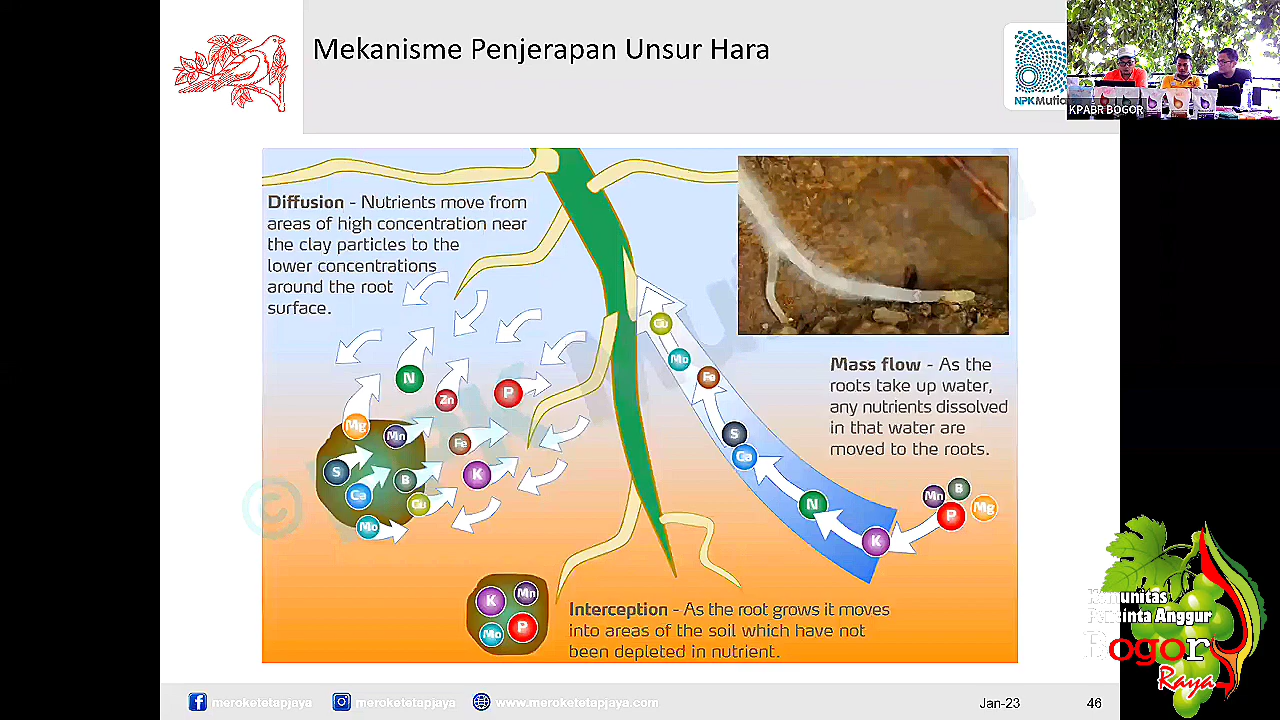 Mekanisme Penjerapan Unsur Hara
NPKMuti
KPABR BOGOR
Diffusion - Nutrients move from
areas of high concentration near
the clay particles to the
lower concentrations
around the root
surface.
Cu
Mo
Fe
N
Zn
P
Mass flow - As the
roots take up water,
any nutrients dissolved
in that water are
moved to the roots.
Mg
Mn
Fe
S
S
B
K
Ca
Ca
Cu
Mo
N
K
Mn
B
P
Mg
K
Mn
Mo
P
Interception - As the root grows it moves
into areas of the soil which have not
been depleted in nutrient.
Komunitas
Pencinta Anggur
Bogor
Raya
meroketetapjaya
meroketetapjaya
www.meroketetapjaya.com
Jan-23
46